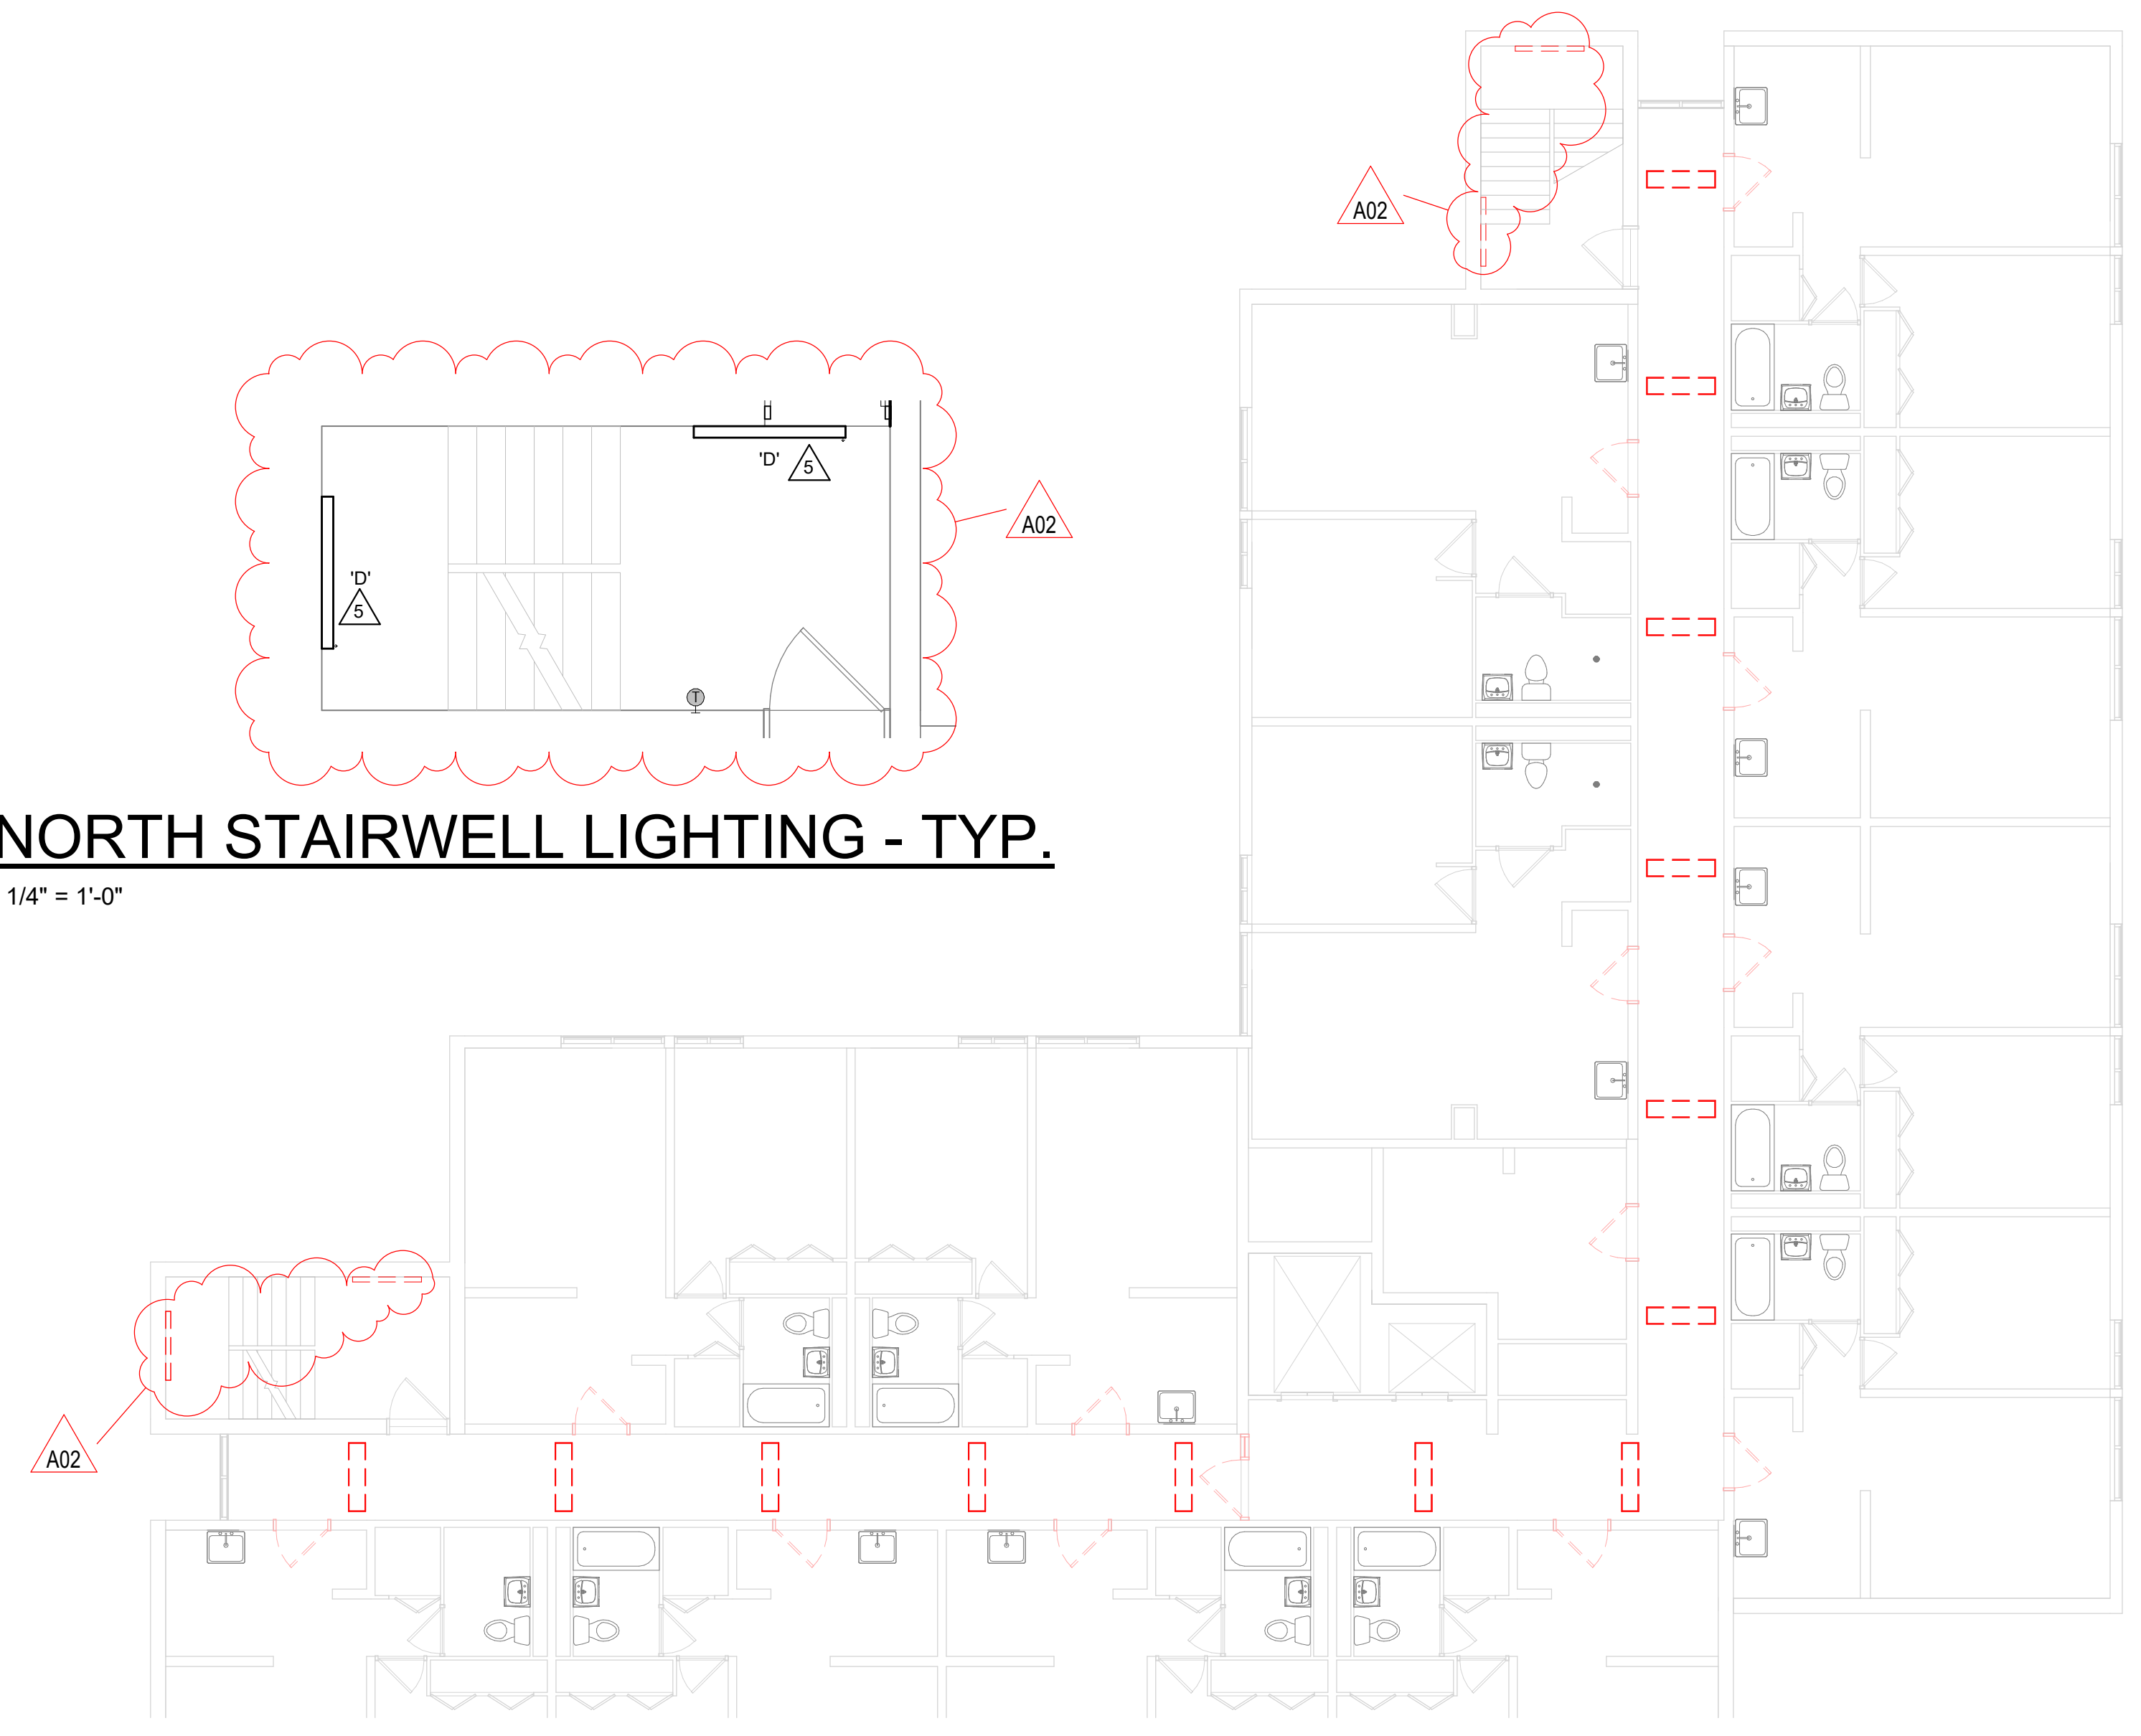 A02
'D'
5
A02
'D'
5
T
NORTH STAIRWELL LIGHTING - TYP.
1/4" = 1'-0"
A02